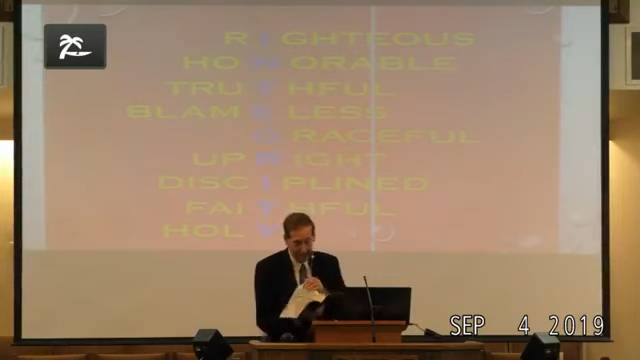 RIGHTEOUS
HONORABLE
TRUTHFUL
BLAMELESS
GRACEFUL
UPRIGHT
DISCIPLINED
FAITHFUL
HOLY
SEP 4 2019